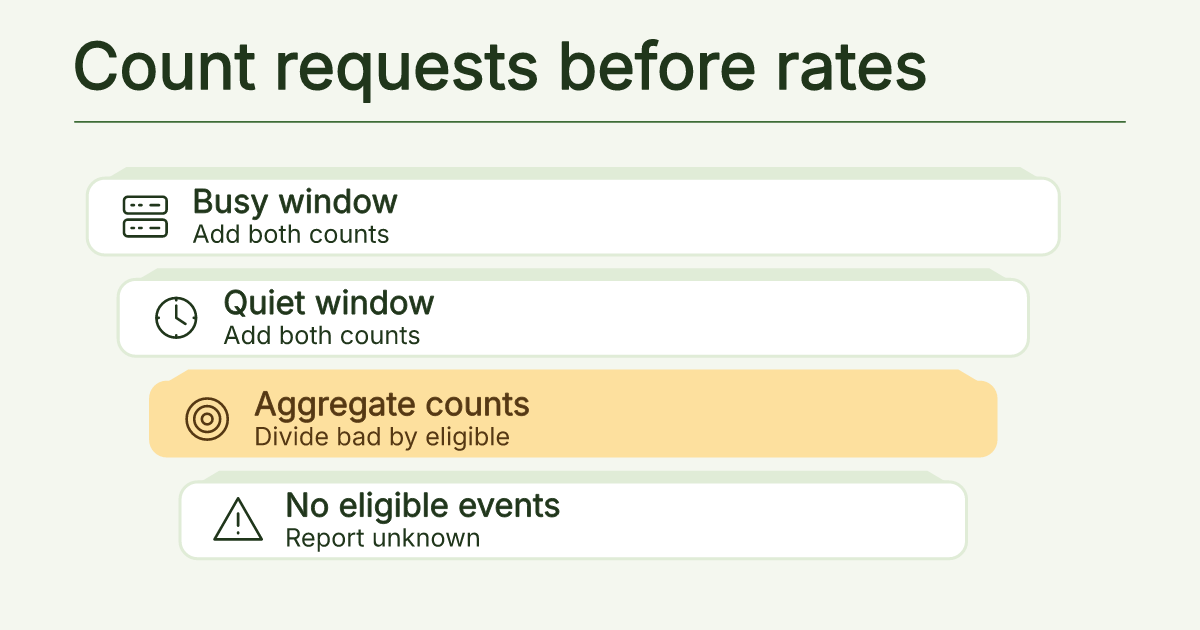 Count requests before rates
Busy window
Add both counts
Quiet window
Add both counts
Aggregate counts
Divide bad by eligible
No eligible events
Report unknown